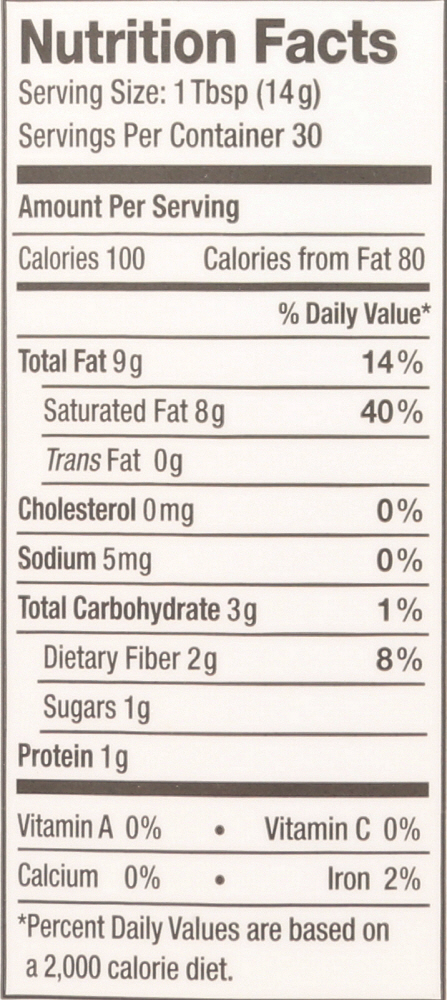 Nutrition Facts
Serving Size: 1 Tbsp (14g)
Servings Per Container 30
Amount Per Serving
Calories 100 Calories from Fat 80
% Daily Value*
Total Fat 9g 14%
Saturated Fat 8g 40%
Trans Fat 0g
Cholesterol 0mg 0%
Sodium 5mg 0%
Total Carbohydrate 3g 1%
Dietary Fiber 2g 8%
Sugars 1g
Protein 1g
Vitamin A 0% • Vitamin C 0%
Calcium 0% • Iron 2%
*Percent Daily Values are based on
a 2,000 calorie diet.